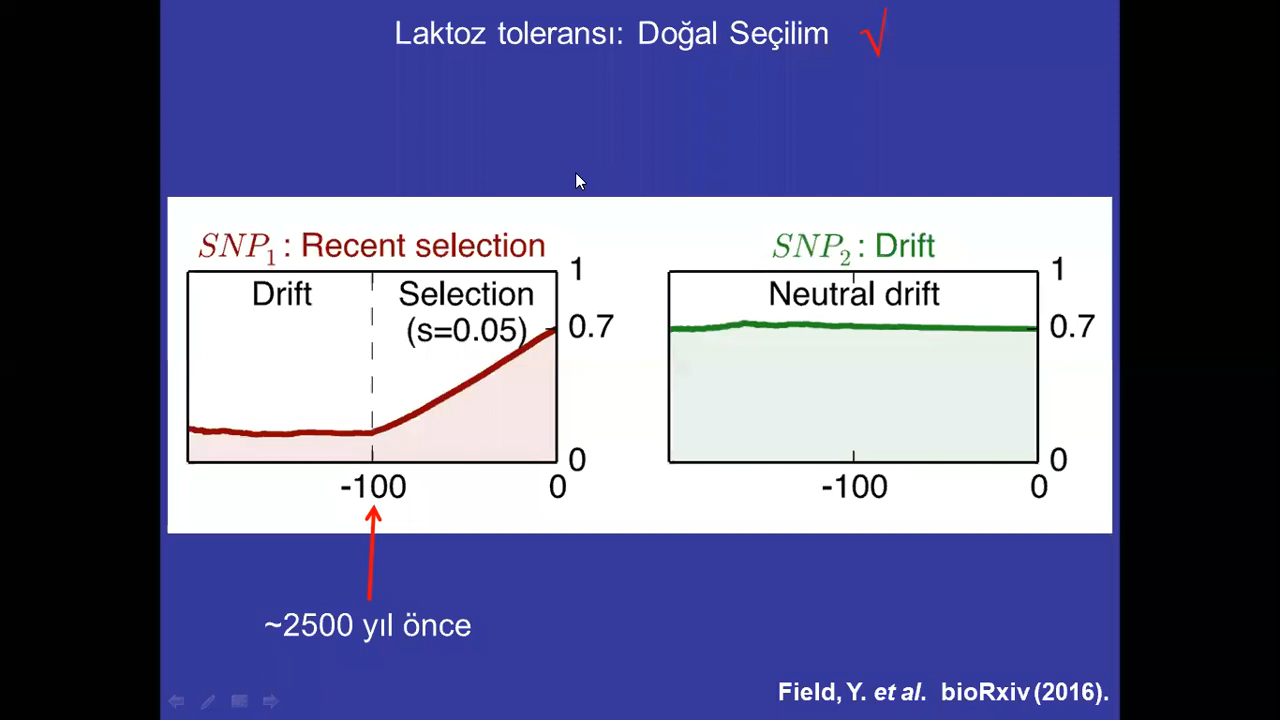 Laktoz toleransı: Doğal Seçilim √
SNP₁ : Recent selection
Drift
Selection
(s=0.05)
1
0.7
0
-100
0
SNP₂ : Drift
Neutral drift
1
0.7
0
-100
0
~2500 yıl önce
Field, Y. et al. bioRxiv (2016).